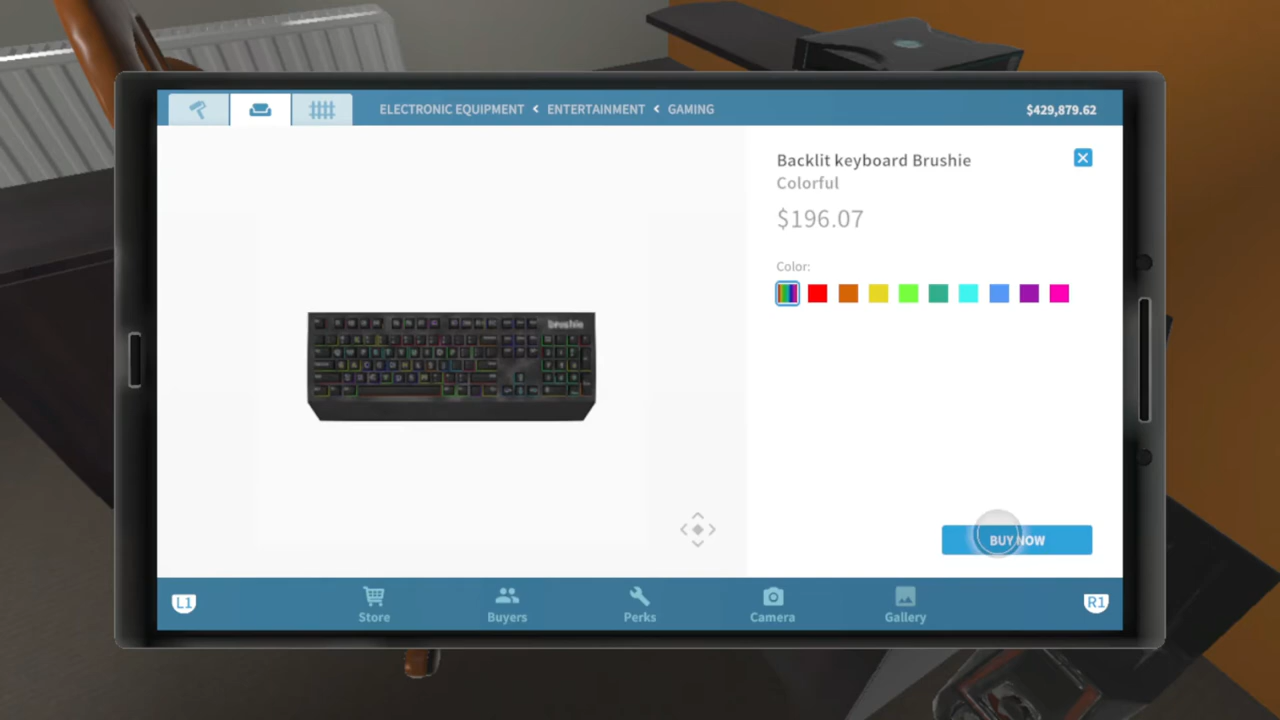 ELECTRONIC EQUIPMENT < ENTERTAINMENT < GAMING
$429,879.62
Backlit keyboard Brushie
Colorful
$196.07
Color:
brushie
BUY NOW
L1
Store
Buyers
Perks
Camera
Gallery
R1